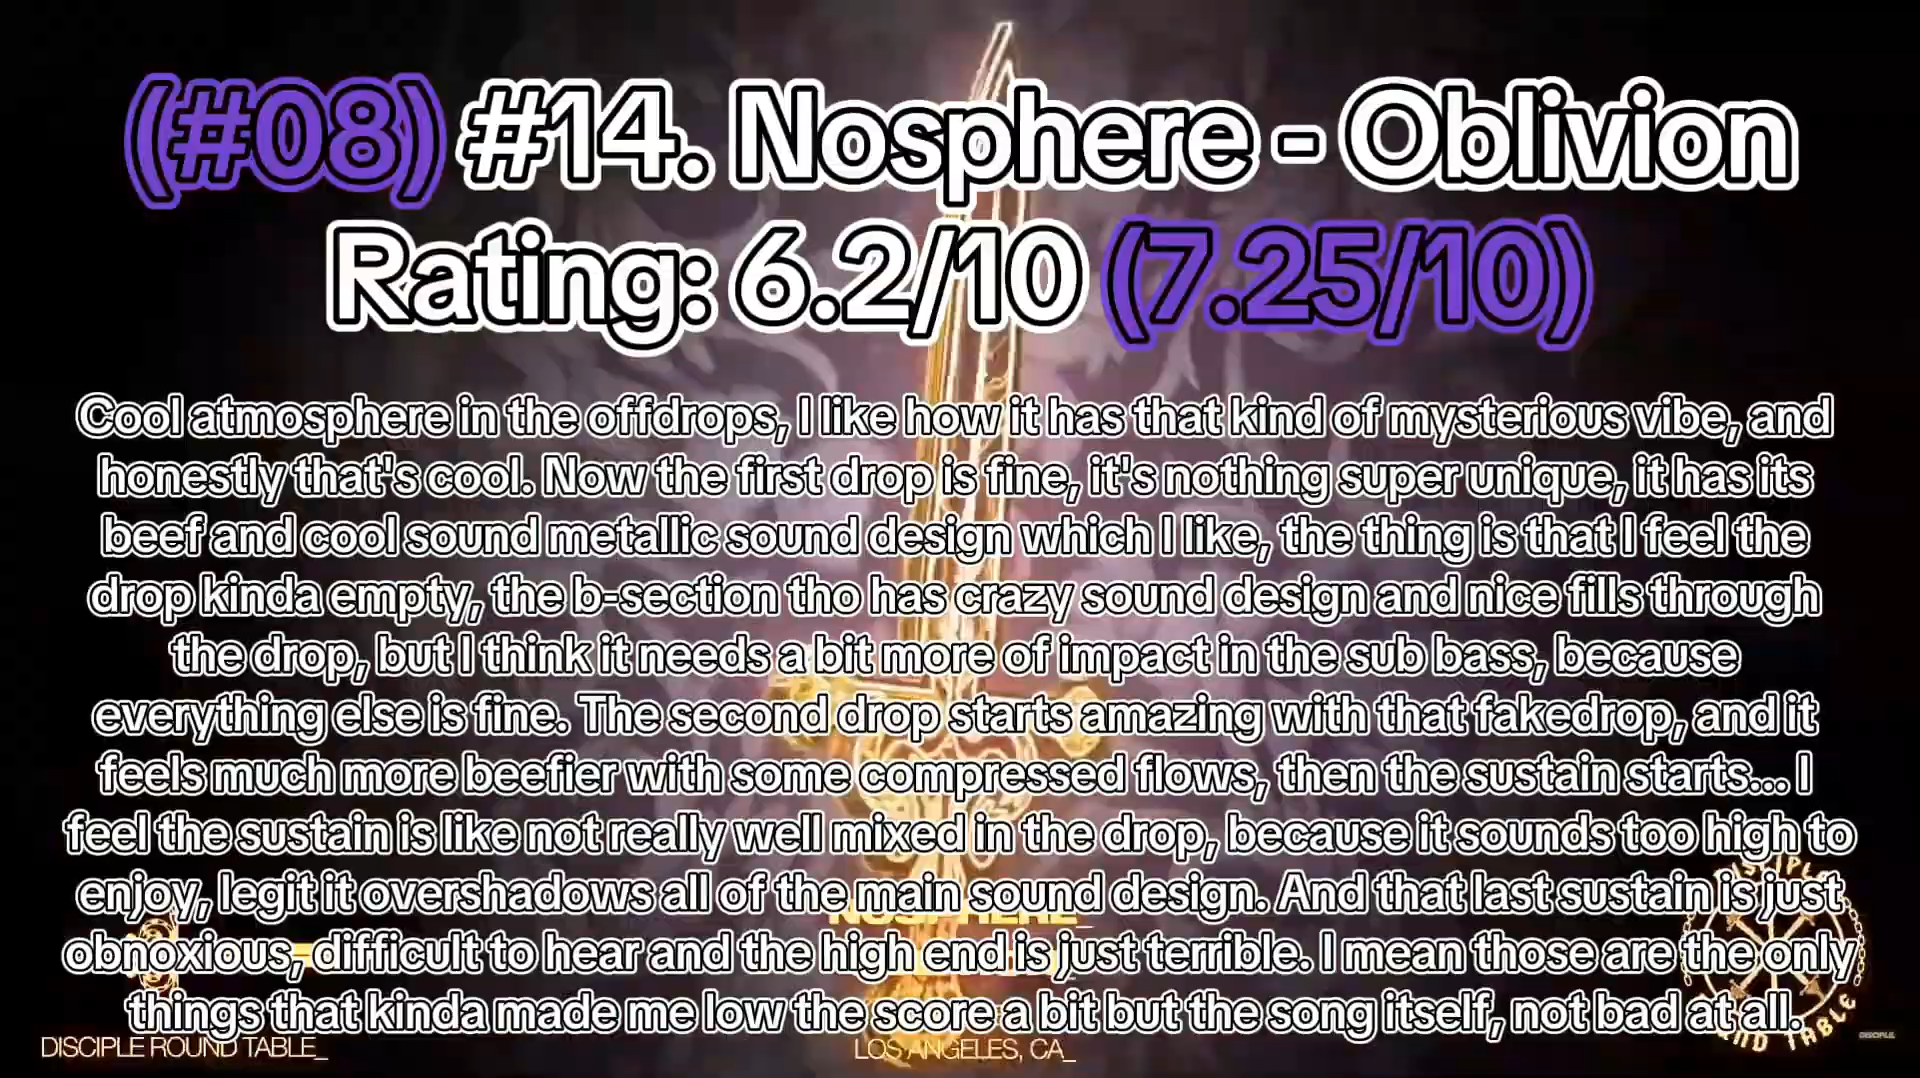 (#08) #14. Nosphere - Oblivion
Rating: 6.2/10 (7.25/10)
Cool atmosphere in the offdrops, I like how it has that kind of mysterious vibe, and
honestly that's cool. Now the first drop is fine, it's nothing super unique, it has its
beef and cool sound metallic sound design which I like, the thing is that I feel the
drop kinda empty, the b-section tho has crazy sound design and nice fills through
the drop, but I think it needs a bit more of impact in the sub bass, because
everything else is fine. The second drop starts amazing with that fakedrop, and it
feels much more beefier with some compressed flows, then the sustain starts... I
feel the sustain is like not really well mixed in the drop, because it sounds too high to
enjoy, legit it overshadows all of the main sound design. And that last sustain is just
obnoxious, difficult to hear and the high end is just terrible. I mean those are the only
things that kinda made me low the score a bit but the song itself, not bad at all.
NOSPHERE_
DISCIPLE ROUND TABLE_
LOS ANGELES, CA_
DISCIPLE
ROUND TABLE
DISCIPLE